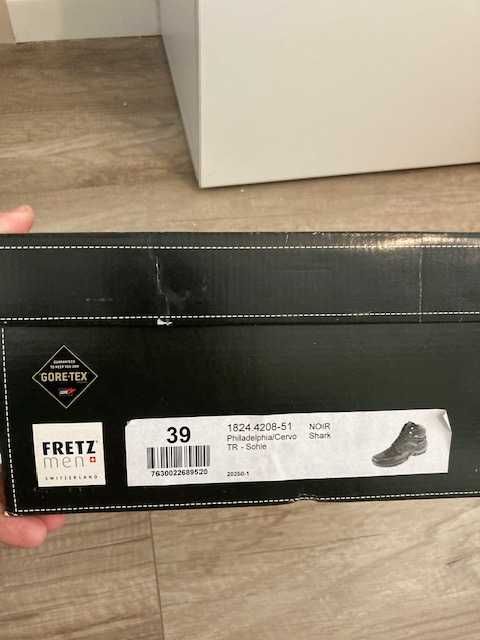 GUARANTEED
TO KEEP YOU DRY
GORE-TEX
FRETZ
men
SWITZERLAND
39
7630022689520
1824.4208-51 NOIR
Philadelphia/Cervo Shark
TR - Sohle
20250-1